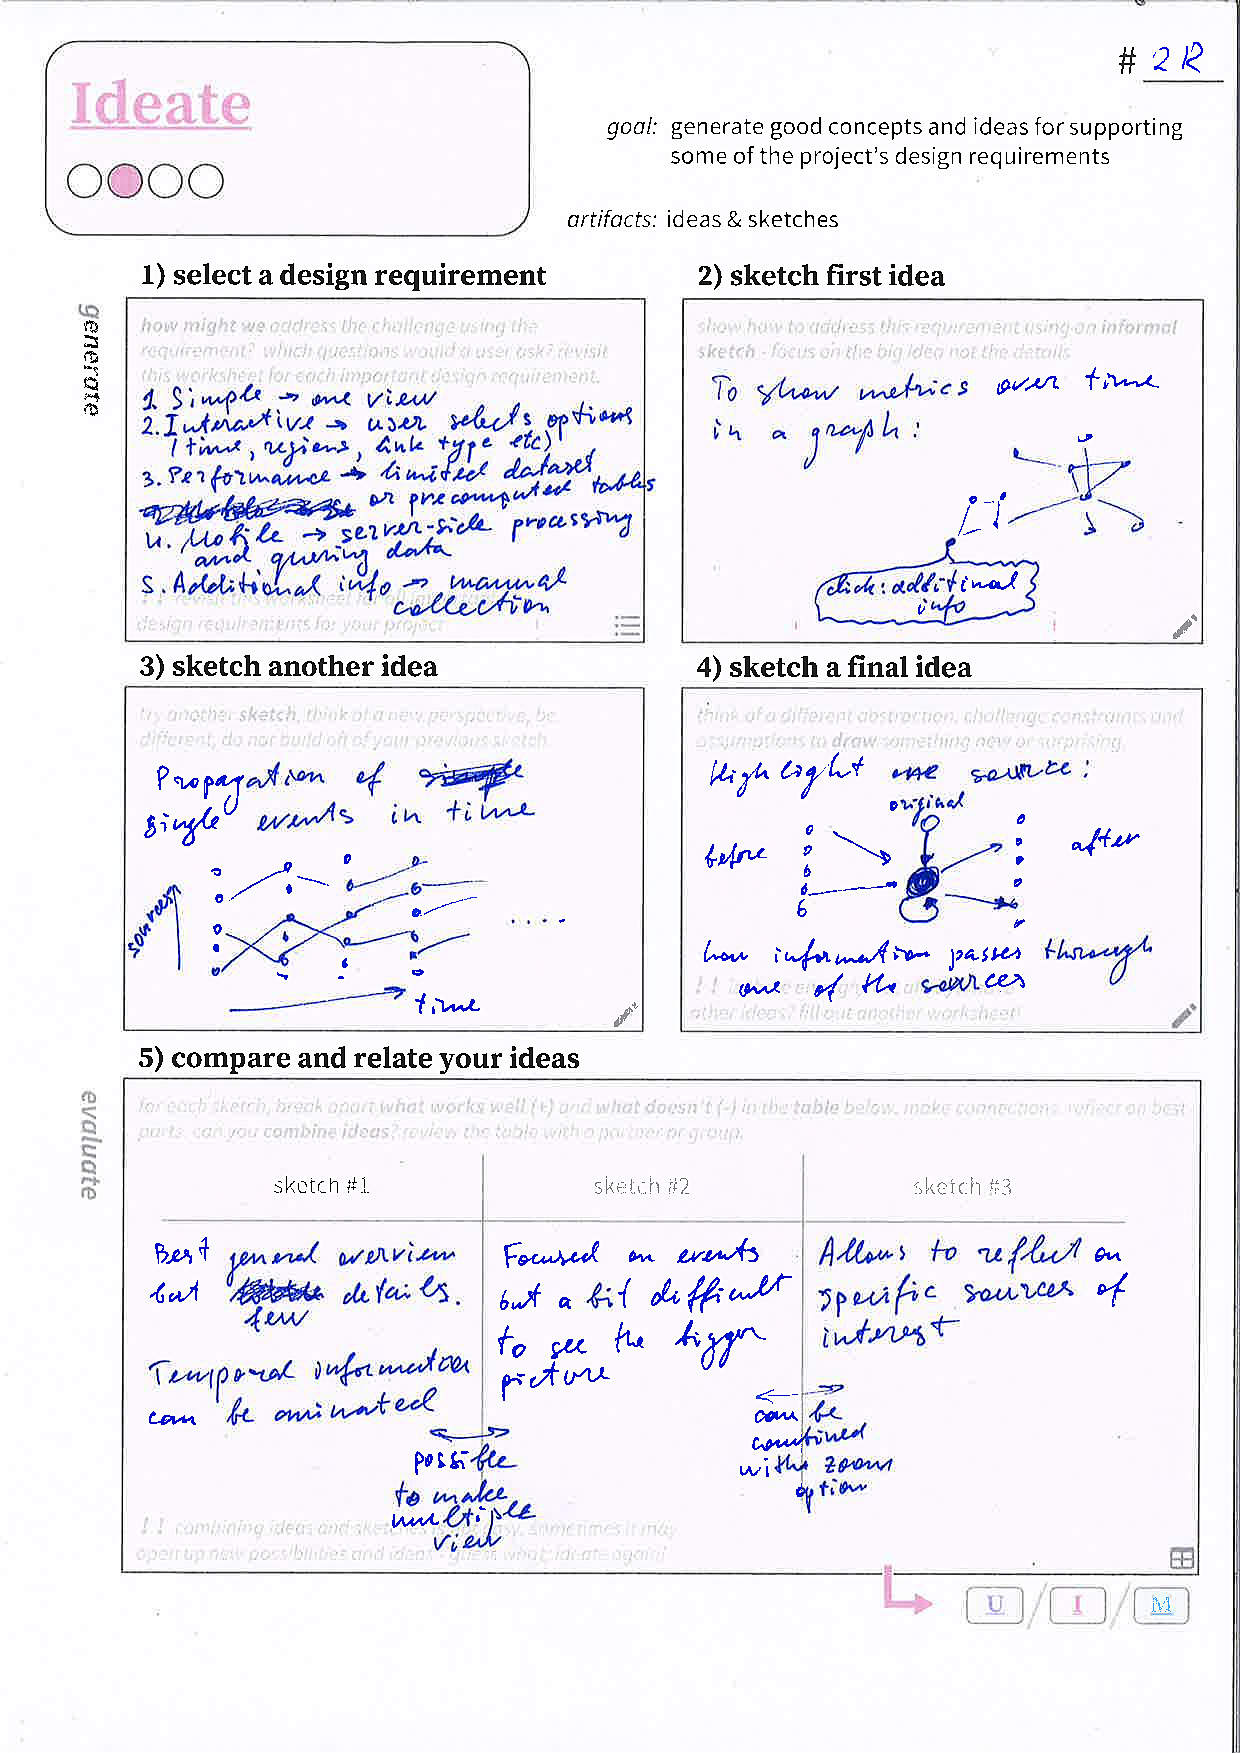 # 2R
Ideate
goal: generate good concepts and ideas for supporting
some of the project's design requirements
artifacts: ideas & sketches
generate
1) select a design requirement
how might we address the challenge using the
requirement? which questions would a user ask? revisit
this worksheet for each important design requirement.
1. Simple → one view
2. Interactive → user selects options
(time, regions, link type etc)
3. Performance → limited dataset
or precomputed tables
4. Mobile → server-side processing
and quering data
5. Additional info → manual
collection
!! revisit this worksheet for all
design requirements for your project
2) sketch first idea
show how to address this requirement using an informal
sketch - focus on the big idea not the details
To show metrics over time
in a graph:
click: additinal
info
3) sketch another idea
try another sketch, think of a new perspective, be
different, do not build off of your previous sketch.
Propagation of
single events in time
sources
....
time
4) sketch a final idea
think of a different abstraction, challenge constraints and
assumptions to draw something new or surprising.
Highlight one source:
original
before
after
how information passes through
one of the sources
!!
other ideas? fill out another worksheet!
evaluate
5) compare and relate your ideas
for each sketch, break apart what works well (+) and what doesn't (-) in the table below. make connections. reflect on best
parts. can you combine ideas? review the table with a partner or group.
sketch #1
sketch #2
sketch #3
Best general overview
but details.
few
Temporal information
can be animated
Focused on events
but a bit difficult
to see the bigger
picture
Allows to reflect on
specific sources of
interest
possible
to make
multiple
view
can be
combined
with zoom
option
!! combining ideas and sketches is not easy, sometimes it may
open up new possibilities and ideas - guess what, ideate again!
U / I / M